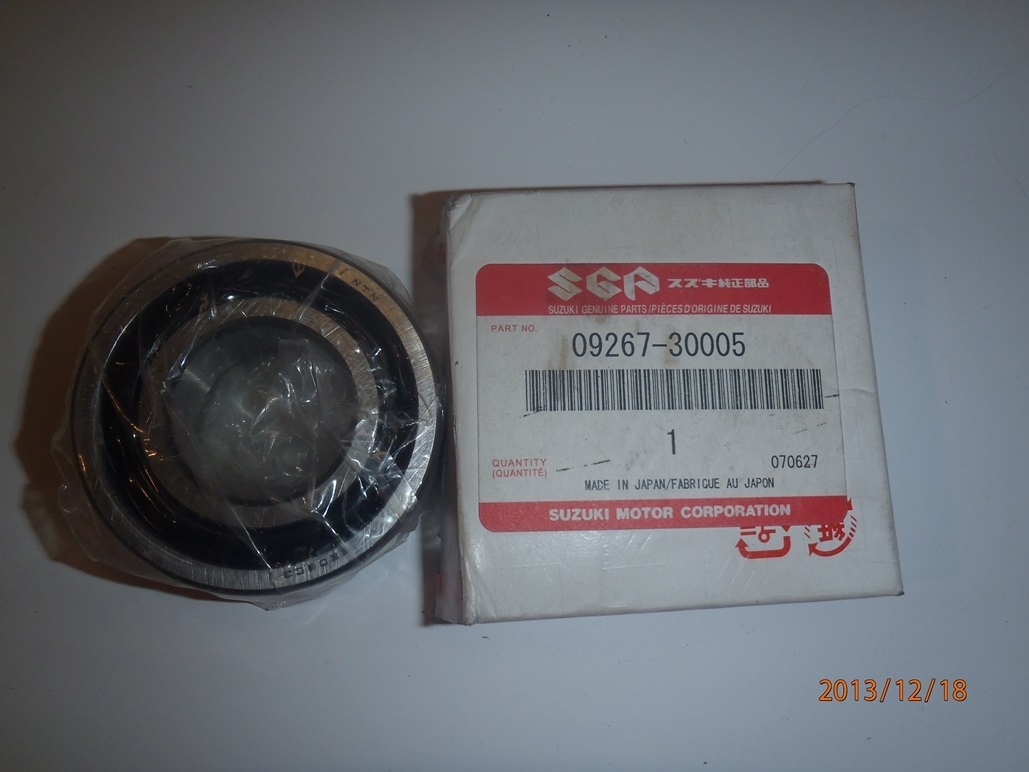 NTN
SGP スズキ純正部品
SUZUKI GENUINE PARTS/PIÈCES D'ORIGINE DE SUZUKI
PART NO.
09267-30005
1
QUANTITY
(QUANTITÉ)
070627
MADE IN JAPAN/FABRIQUE AU JAPON
SUZUKI MOTOR CORPORATION
2013/12/18